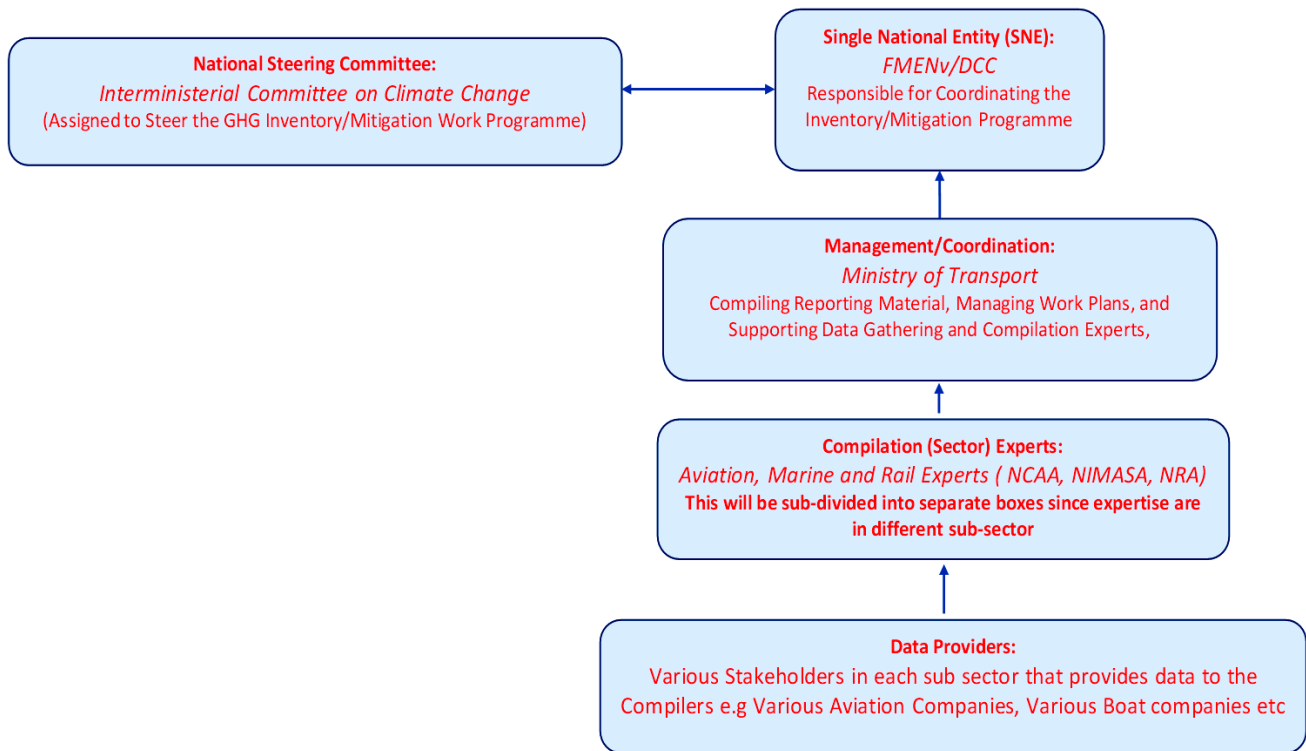 National Steering Committee:
Interministerial Committee on Climate Change
(Assigned to Steer the GHG Inventory/Mitigation Work Programme)
Single National Entity (SNE):
FMENv/DCC
Responsible for Coordinating the
Inventory/Mitigation Programme
Management/Coordination:
Ministry of Transport
Compiling Reporting Material, Managing Work Plans, and
Supporting Data Gathering and Compilation Experts,
Compilation (Sector) Experts:
Aviation, Marine and Rail Experts ( NCAA, NIMASA, NRA)
This will be sub-divided into separate boxes since expertise are
in different sub-sector
Data Providers:
Various Stakeholders in each sub sector that provides data to the
Compilers e.g Various Aviation Companies, Various Boat companies etc